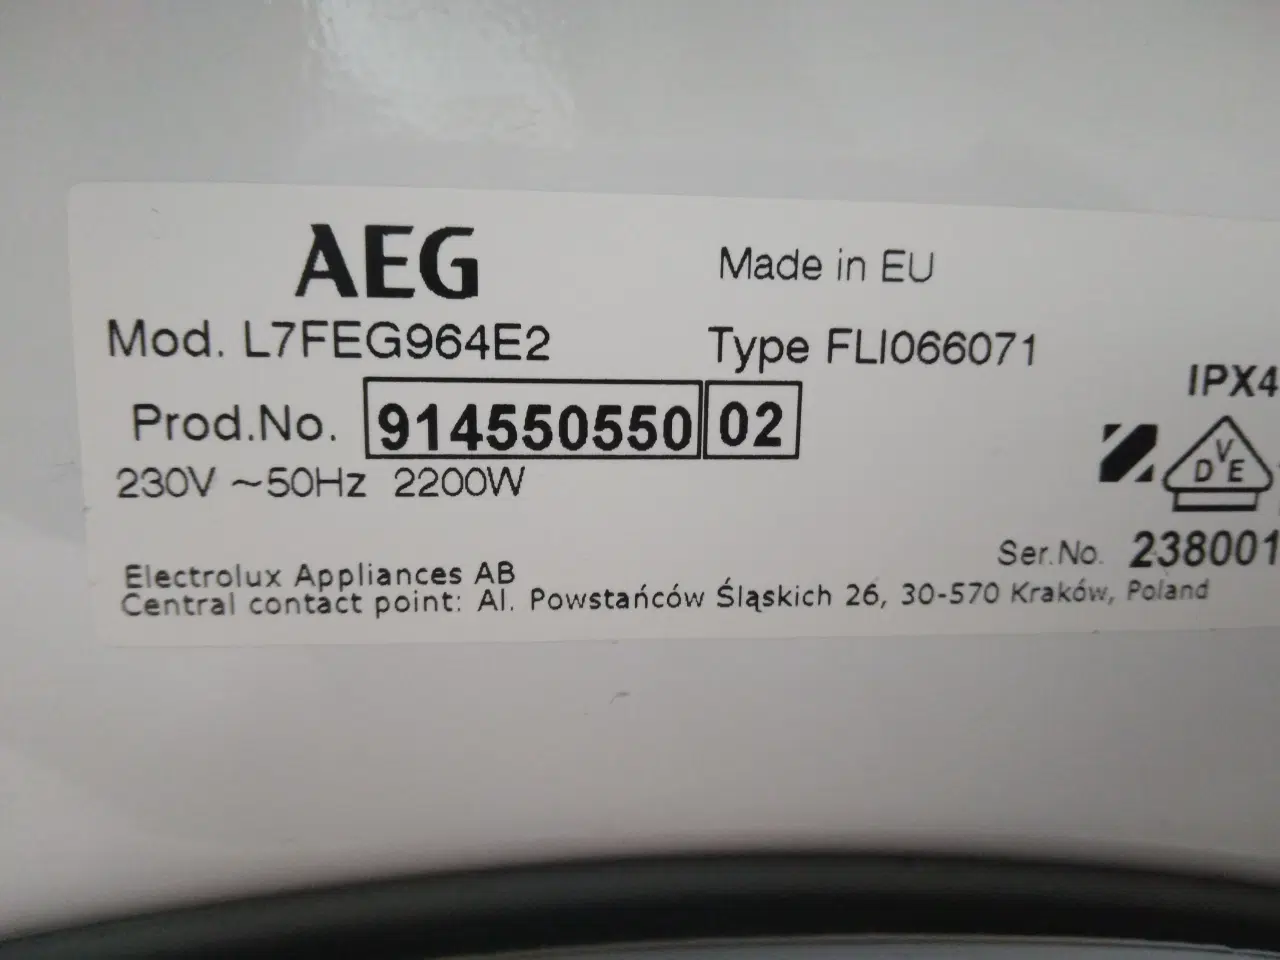 AEG
Made in EU
Mod. L7FEG964E2
Type FLI066071
IPX4
Prod.No. 914550550 02
230V ~50Hz 2200W
DVE
Ser.No. 238001
Electrolux Appliances AB
Central contact point: Al. Powstańców Śląskich 26, 30-570 Kraków, Poland